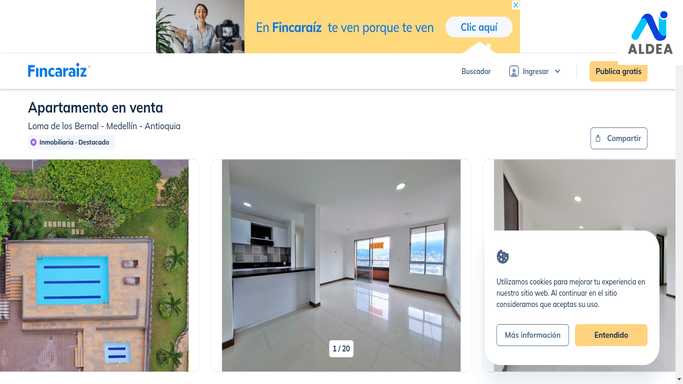 En Fincaraíz te ven porque te ven
Clic aquí
ALDEA
Fincaraiz
Buscador
Ingresar
Publica gratis
Apartamento en venta
Loma de los Bernal - Medellín - Antioquia
Inmobiliaria - Destacado
Compartir
1 / 20
Utilizamos cookies para mejorar tu experiencia en
nuestro sitio web. Al continuar en el sitio
consideramos que aceptas su uso.
Más información
Entendido